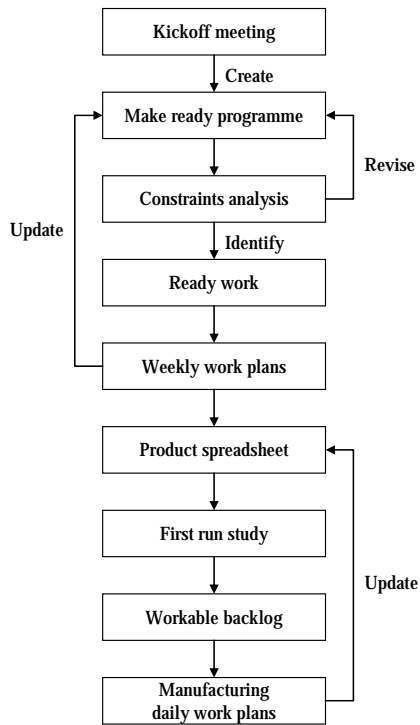 Kickoff meeting
Create
Make ready programme
Revise
Constraints analysis
Update
Identify
Ready work
Weekly work plans
Product spreadsheet
First run study
Update
Workable backlog
Manufacturing
daily work plans